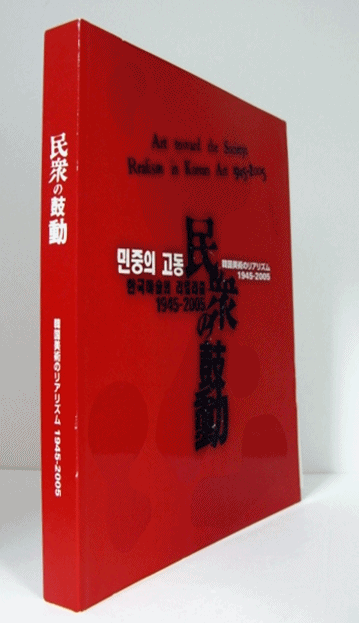 民衆の鼓動
韓国美術のリアリズム 1945-2005
Art toward the Society:
Realism in Korean Art 1945-2005
민중의 고동
한국미술의 리얼리즘
1945-2005
民衆の鼓動
韓国美術のリアリズム
1945-2005